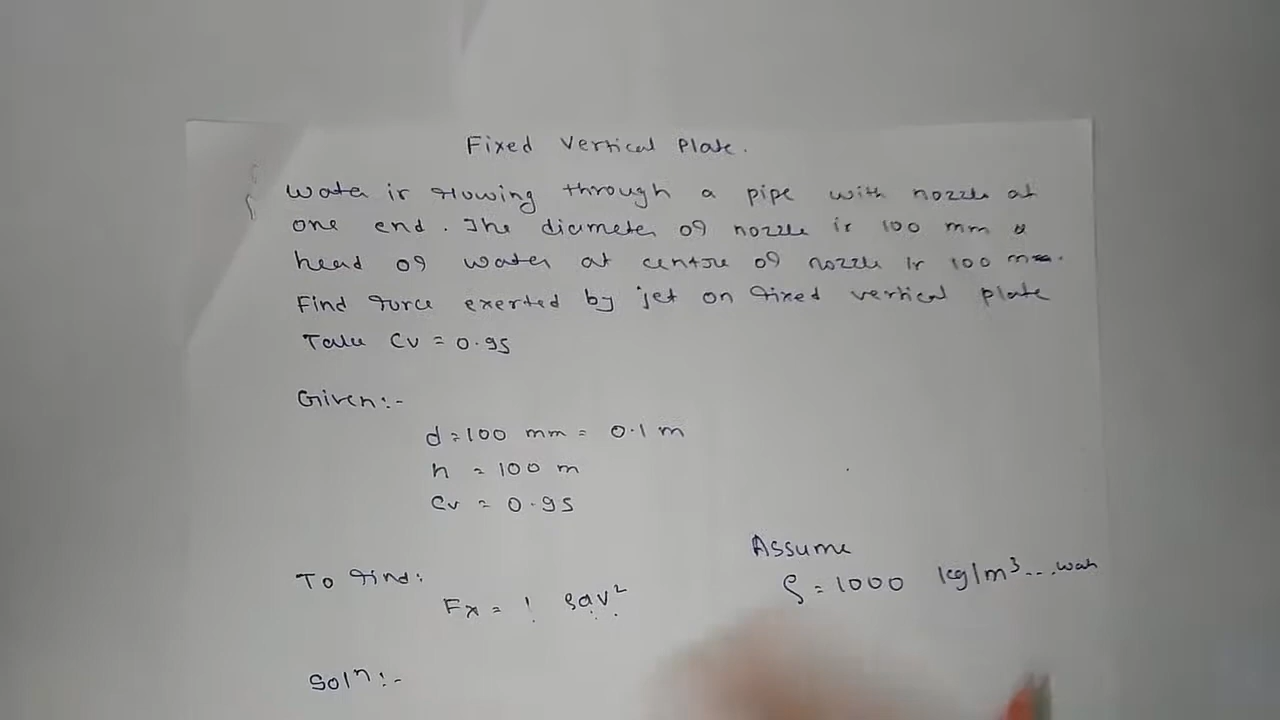 Fixed Vertical Plate.
Water is flowing through a pipe with nozzle at
one end. The diameter of nozzle is 100 mm &
head of water at centre of nozzle is 100 m.
Find force exerted by jet on fixed vertical plate
Take Cv = 0.95
Given:-
d = 100 mm = 0.1 m
h = 100 m
Cv = 0.95
Assume
To find:
ρ = 1000 kg/m³...wat
Fx = ? ρav²
Solⁿ:-